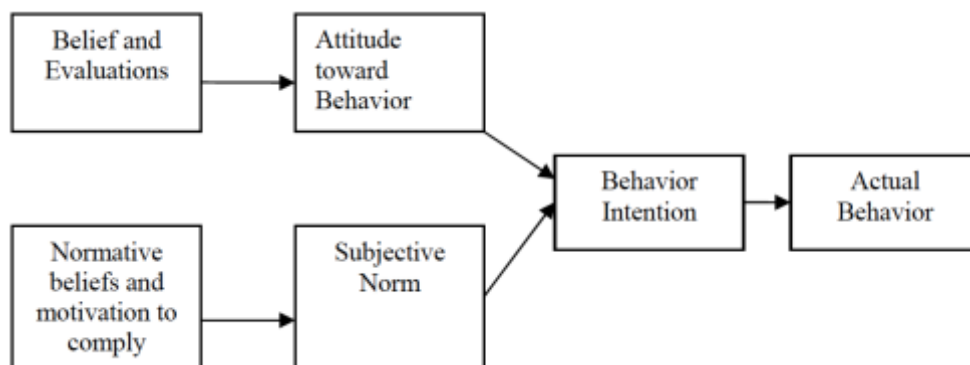 Belief and
Evaluations
Attitude
toward
Behavior
Behavior
Intention
Actual
Behavior
Normative
beliefs and
motivation to
comply
Subjective
Norm